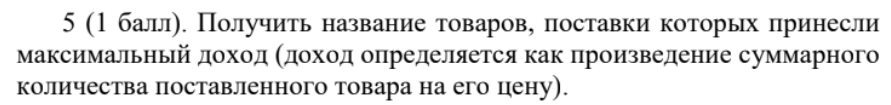 5 (1 балл). Получить название товаров, поставки которых принесли
максимальный доход (доход определяется как произведение суммарного
количества поставленного товара на его цену).